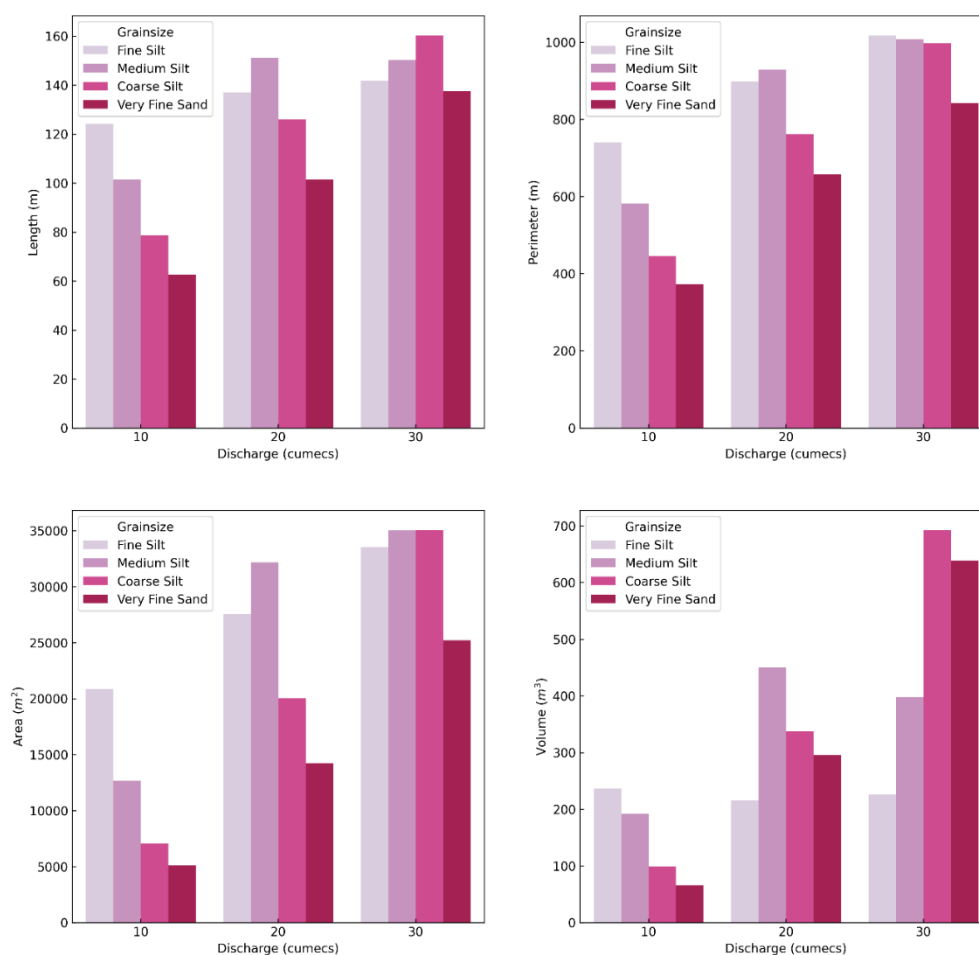 Grainsize
Fine Silt
Medium Silt
Coarse Silt
Very Fine Sand
160
140
120
100
80
60
40
20
0
Length (m)
10 20 30
Discharge (cumecs)
Grainsize
Fine Silt
Medium Silt
Coarse Silt
Very Fine Sand
1000
800
600
400
200
0
Perimeter (m)
10 20 30
Discharge (cumecs)
Grainsize
Fine Silt
Medium Silt
Coarse Silt
Very Fine Sand
35000
30000
25000
20000
15000
10000
5000
0
Area (m²)
10 20 30
Discharge (cumecs)
Grainsize
Fine Silt
Medium Silt
Coarse Silt
Very Fine Sand
700
600
500
400
300
200
100
0
Volume (m³)
10 20 30
Discharge (cumecs)